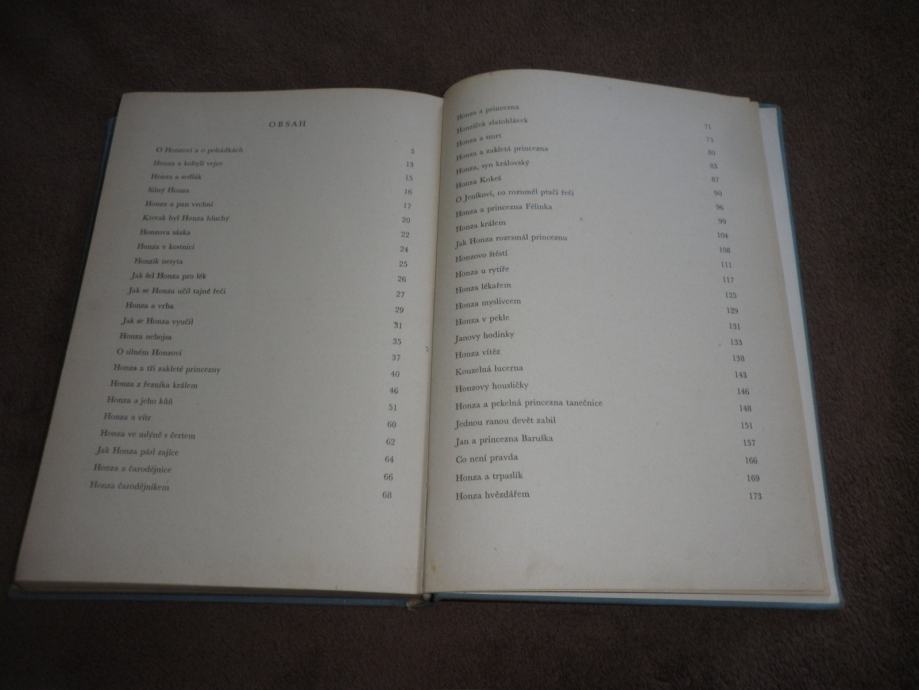 OBSAH
O Honzovi a o pohádkách 5
Honza a kobylí vejce 13
Honza a sedlák 15
Silný Honza 16
Honza a pan vrchní 17
Kterak byl Honza hluchý 20
Honzova sázka 22
Honza v kostnici 24
Honzík nesyta 25
Jak šel Honza pro lék 26
Jak se Honza učil tajné řeči 27
Honza a vrba 29
Jak se Honza vyučil 31
Honza nebojsa 35
O silném Honzovi 37
Honza a tři zakleté princezny 40
Honza z řezníka králem 46
Honza a jeho kůň 51
Honza a vítr 60
Honza ve mlýně s čertem 62
Jak Honza pásl zajíce 64
Honza a čarodějnice 66
Honza čarodějníkem 68
Honza a princezna 71
Honzíček zlatohlávek 73
Honza a smrt 80
Honza a zakletá princezna 83
Honza, syn královský 87
Honza Kokeš 90
O Jeníkovi, co rozuměl ptačí řeči 96
Honza a princezna Félinka 99
Honza králem 104
Jak Honza rozesmál princeznu 108
Honzovo štěstí 111
Honza u rytíře 117
Honza lékařem 125
Honza myslivcem 129
Honza v pekle 131
Janovy hodinky 133
Honza vítěz 138
Kouzelná lucerna 143
Honzovy housličky 146
Honza a pekelná princezna tanečnice 148
Jednou ranou devět zabil 151
Jan a princezna Baruška 157
Co není pravda 166
Honza a trpaslík 169
Honza hvězdářem 173